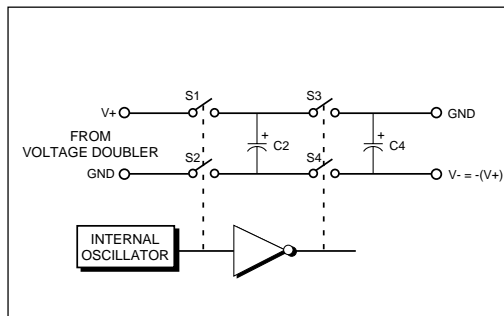 S1
S3
V+
GND
FROM
VOLTAGE DOUBLER
+
C2
+
C4
S2
S4
GND
V- = -(V+)
INTERNAL
OSCILLATOR